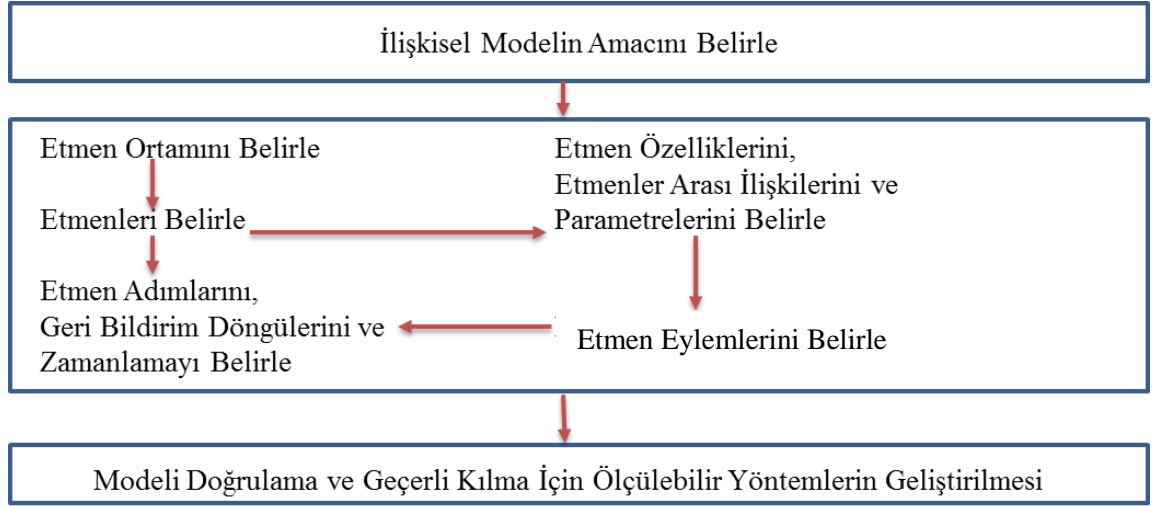 İlişkisel Modelin Amacını Belirle
Etmen Ortamını Belirle
Etmenleri Belirle
Etmen Adımlarını,
Geri Bildirim Döngülerini ve
Zamanlamayı Belirle
Etmen Özelliklerini,
Etmenler Arası İlişkilerini ve
Parametrelerini Belirle
Etmen Eylemlerini Belirle
Modeli Doğrulama ve Geçerli Kılma İçin Ölçülebilir Yöntemlerin Geliştirilmesi